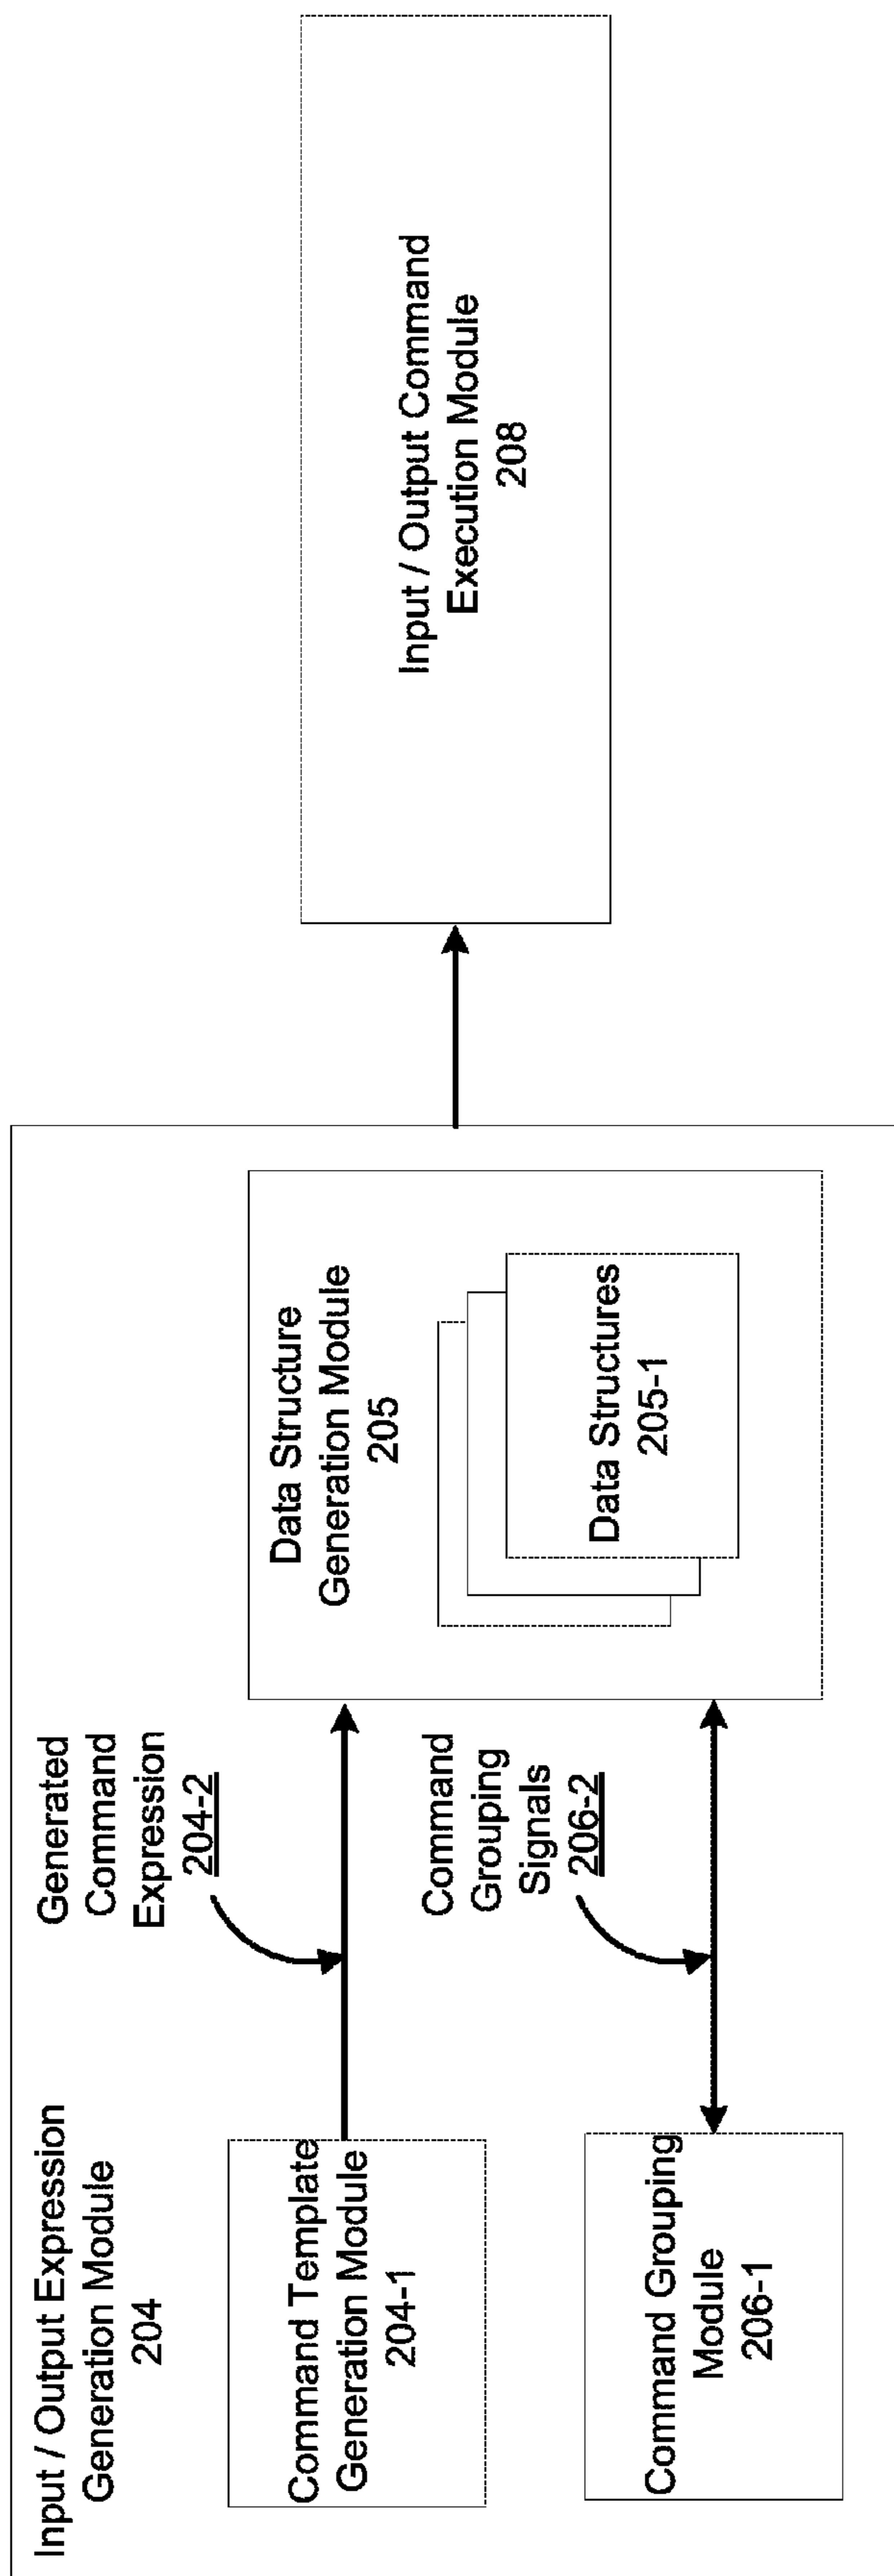 Input / Output Expression
Generation Module
204
Command Template
Generation Module
204-1
Generated
Command
Expression
204-2
Command Grouping
Module
206-1
Command
Grouping
Signals
206-2
Data Structure
Generation Module
205
Data Structures
205-1
Input / Output Command
Execution Module
208